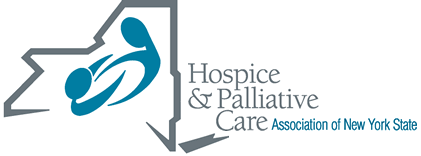 Hospice
& Palliative
Care Association of New York State